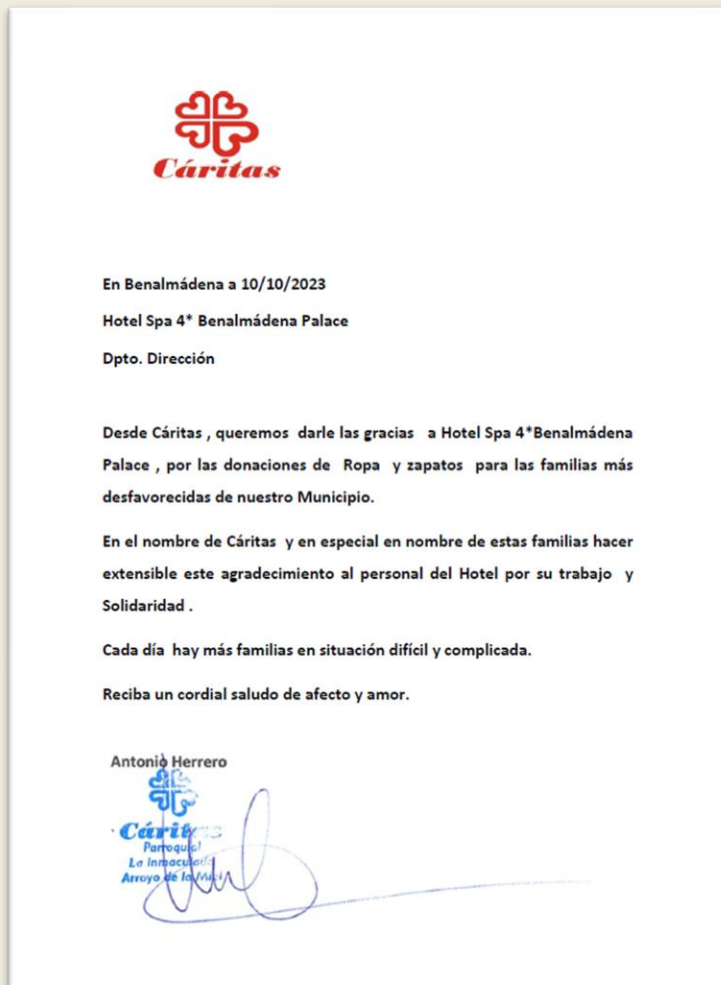 Cáritas
En Benalmádena a 10/10/2023
Hotel Spa 4* Benalmádena Palace
Dpto. Dirección
Desde Cáritas , queremos darle las gracias a Hotel Spa 4*Benalmádena
Palace , por las donaciones de Ropa y zapatos para las familias más
desfavorecidas de nuestro Municipio.
En el nombre de Cáritas y en especial en nombre de estas familias hacer
extensible este agradecimiento al personal del Hotel por su trabajo y
Solidaridad .
Cada día hay más familias en situación difícil y complicada.
Reciba un cordial saludo de afecto y amor.
Antonio Herrero
Cáritas
Parroquial
La Inmaculada
Arroyo de la